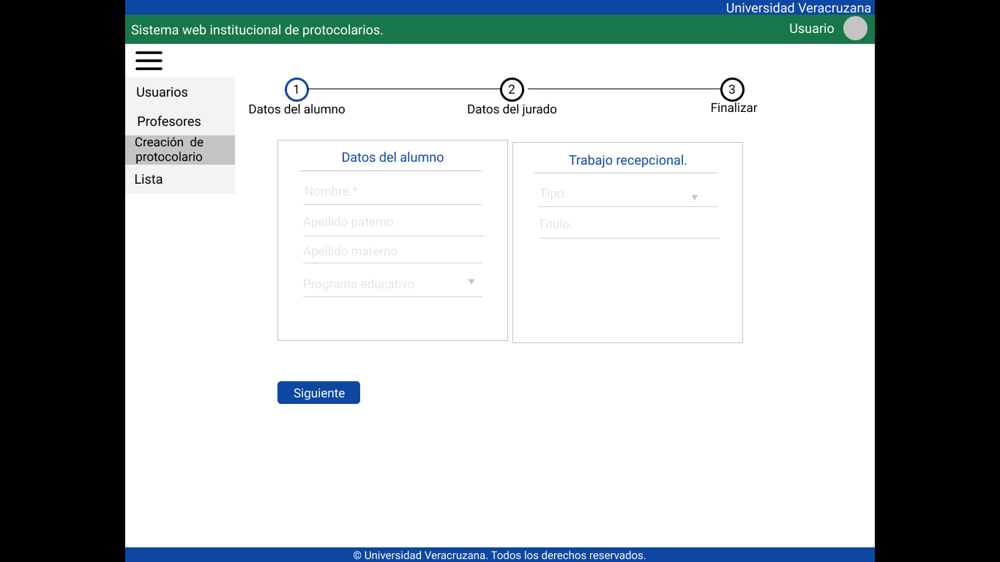 Universidad Veracruzana
Sistema web institucional de protocolarios.
Usuario
Usuarios
Profesores
Creación de
protocolario
Lista
1
2
3
Datos del alumno
Datos del jurado
Finalizar
Datos del alumno
Nombre.*
Apellido paterno
Apellido materno
Programa educativo
Trabajo recepcional.
Tipo.
Titulo.
Siguiente
© Universidad Veracruzana. Todos los derechos reservados.